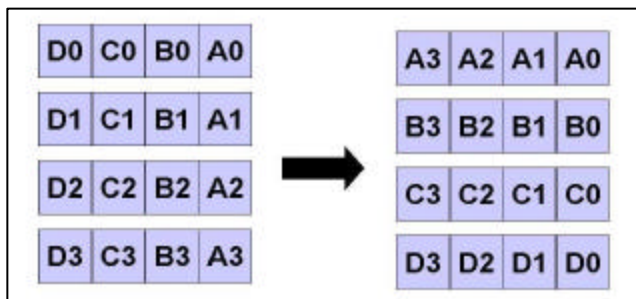 D0 C0 B0 A0
D1 C1 B1 A1
D2 C2 B2 A2
D3 C3 B3 A3
A3 A2 A1 A0
B3 B2 B1 B0
C3 C2 C1 C0
D3 D2 D1 D0